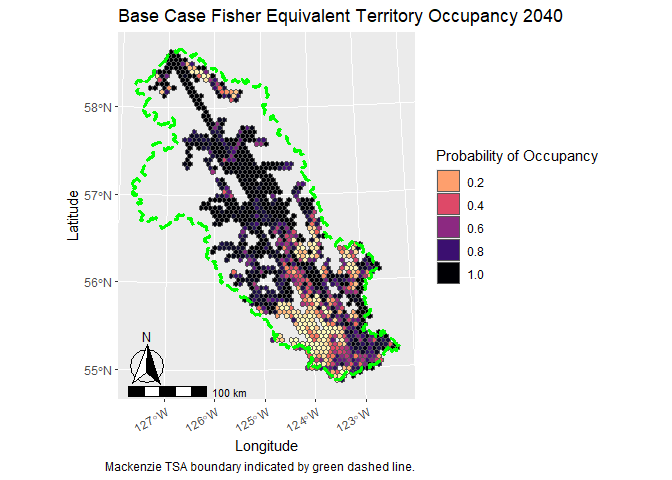 Base Case Fisher Equivalent Territory Occupancy 2040
58°N
57°N
56°N
55°N
Latitude
N
100 km
127°W
126°W
125°W
124°W
123°W
Longitude
Mackenzie TSA boundary indicated by green dashed line.
Probability of Occupancy
0.2
0.4
0.6
0.8
1.0